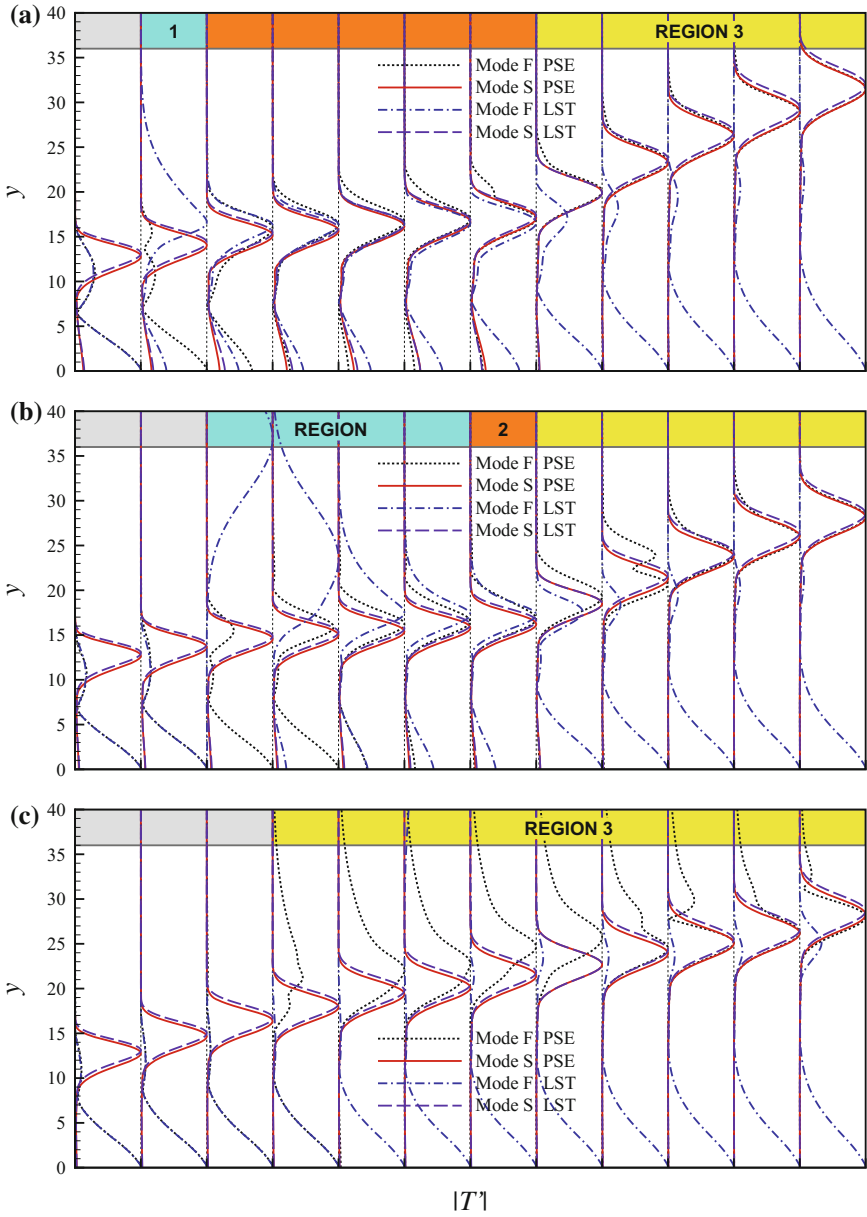 (a)
40
35
30
25
20
15
10
5
0
y
1
REGION 3
Mode F PSE
Mode S PSE
Mode F LST
Mode S LST
(b)
40
35
30
25
20
15
10
5
0
y
REGION
2
Mode F PSE
Mode S PSE
Mode F LST
Mode S LST
(c)
40
35
30
25
20
15
10
5
0
y
REGION 3
Mode F PSE
Mode S PSE
Mode F LST
Mode S LST
|T'|